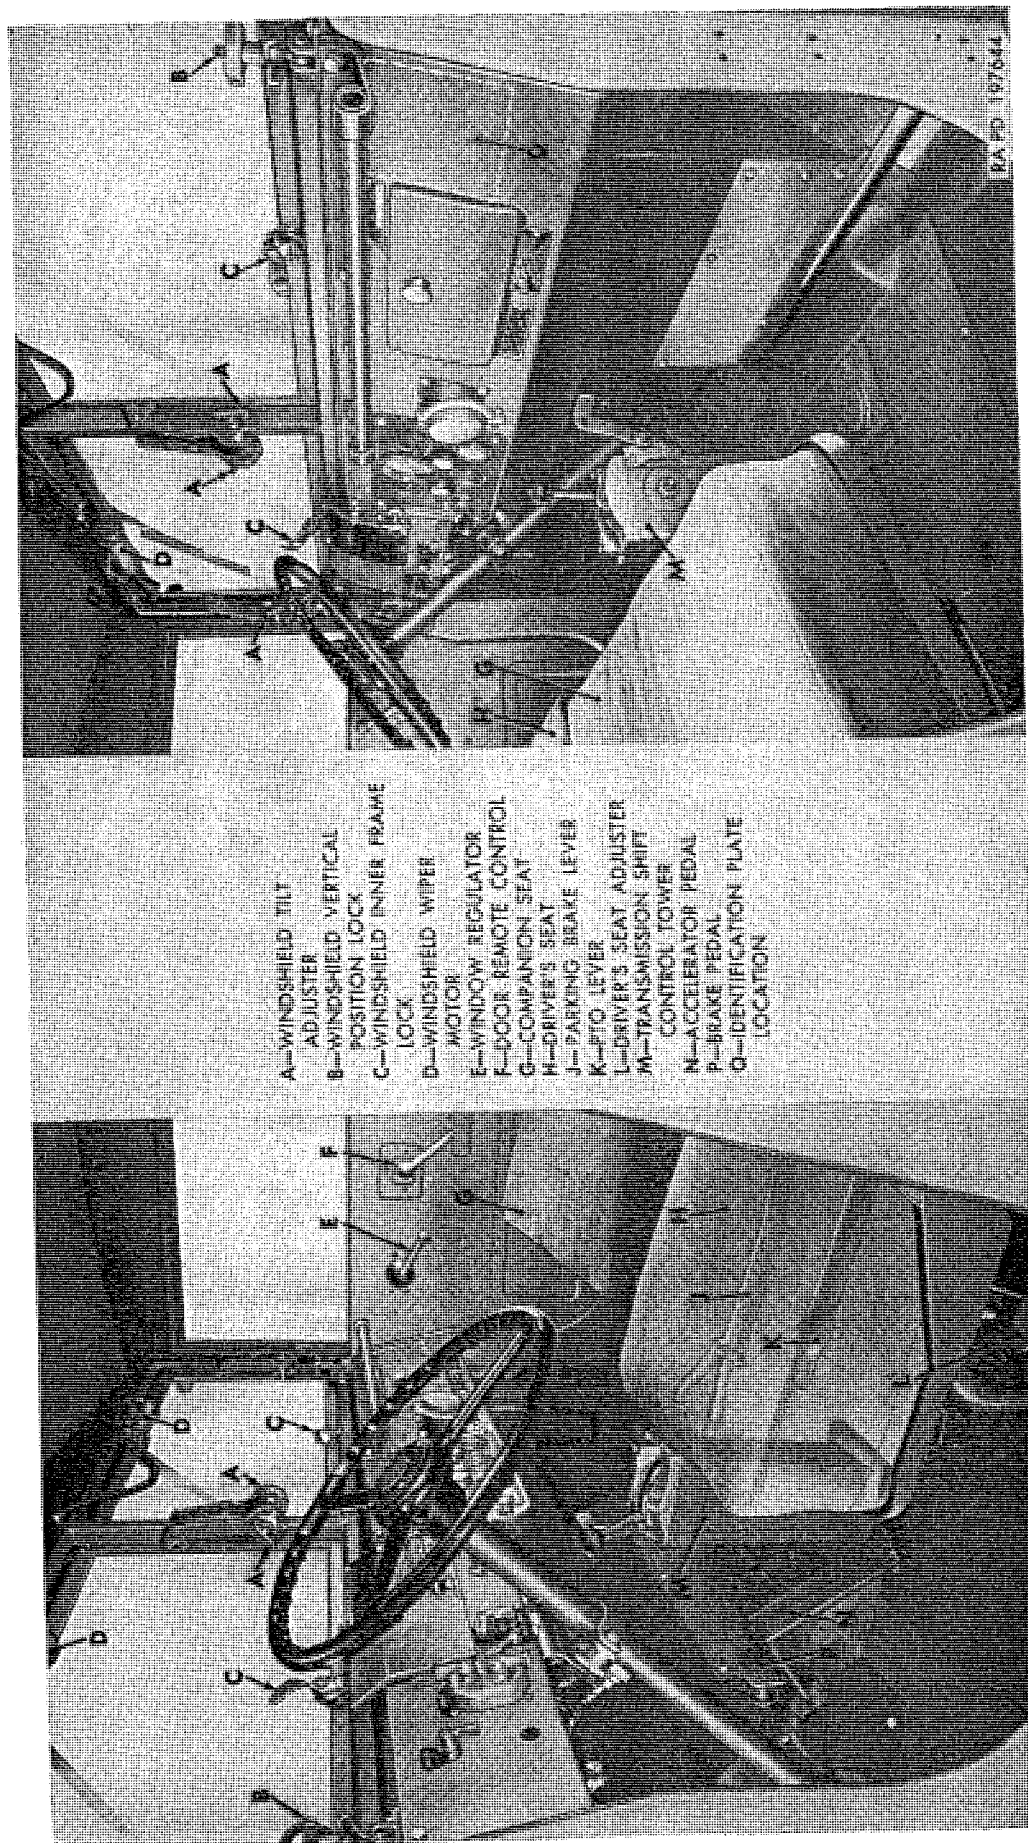 A—WINDSHIELD TILT
ADJUSTER
B—WINDSHIELD VERTICAL
POSITION LOCK
C—WINDSHIELD INNER FRAME
LOCK
D—WINDSHIELD WIPER
MOTOR
E—WINDOW REGULATOR
F—DOOR REMOTE CONTROL
G—COMPANION SEAT
H—DRIVER'S SEAT
J—PARKING BRAKE LEVER
K—PTO LEVER
L—DRIVER'S SEAT ADJUSTER
M—TRANSMISSION SHIFT
CONTROL TOWER
N—ACCELERATOR PEDAL
P—BRAKE PEDAL
Q—IDENTIFICATION PLATE
LOCATION
B
D
C
A
A
D
C
E
F
G
H
J
K
L
M
N
P
B
C
A
A
C
D
A
Q
G
H
M
RA PD 197644